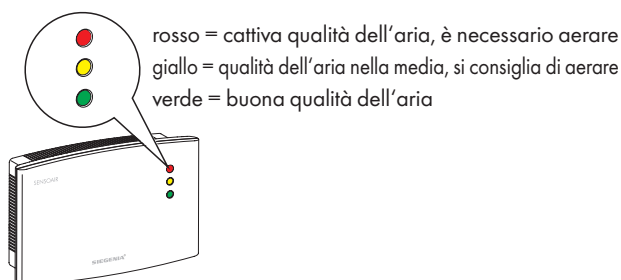 rosso = cattiva qualità dell'aria, è necessario aerare
giallo = qualità dell'aria nella media, si consiglia di aerare
verde = buona qualità dell'aria
SENSOAIR
SIEGENIA®